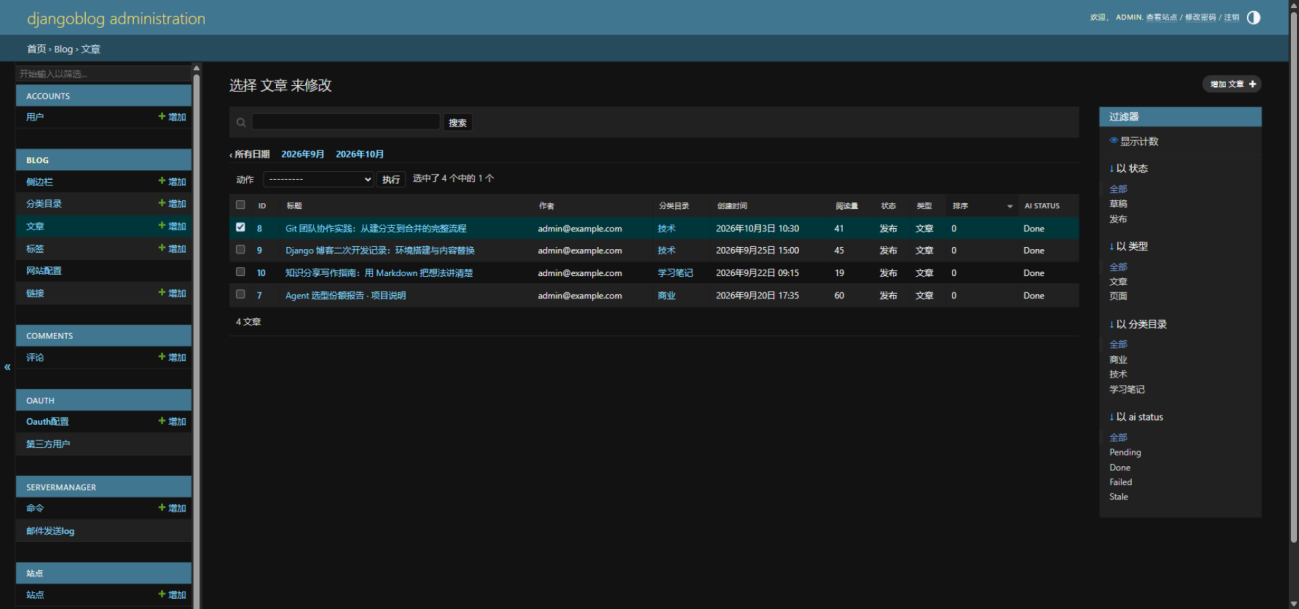 djangoblog administration
欢迎， ADMIN. 查看站点 / 修改密码 / 注销
首页 › Blog › 文章
开始输入以筛选...
ACCOUNTS
用户 + 增加
BLOG
侧边栏 + 增加
分类目录 + 增加
文章 + 增加
标签 + 增加
网站配置
链接 + 增加
COMMENTS
评论 + 增加
«
OAUTH
Oauth配置 + 增加
第三方用户
SERVERMANAGER
命令 + 增加
邮件发送log
站点
站点 + 增加
选择 文章 来修改
增加 文章 +
搜索
‹ 所有日期 2026年9月 2026年10月
动作 --------- 执行 选中了 4 个中的 1 个
ID 标题 作者 分类目录 创建时间 阅读量 状态 类型 排序 AI STATUS
8 Git 团队协作实践：从建分支到合并的完整流程 admin@example.com 技术 2026年10月3日 10:30 41 发布 文章 0 Done
9 Django 博客二次开发记录：环境搭建与内容替换 admin@example.com 技术 2026年9月25日 15:00 45 发布 文章 0 Done
10 知识分享写作指南：用 Markdown 把想法讲清楚 admin@example.com 学习笔记 2026年9月22日 09:15 19 发布 文章 0 Done
7 Agent 选型份额报告 - 项目说明 admin@example.com 商业 2026年9月20日 17:35 60 发布 文章 0 Done
4 文章
过滤器
显示计数
↓ 以 状态
全部
草稿
发布
↓ 以 类型
全部
文章
页面
↓ 以 分类目录
全部
商业
技术
学习笔记
↓ 以 ai status
全部
Pending
Done
Failed
Stale